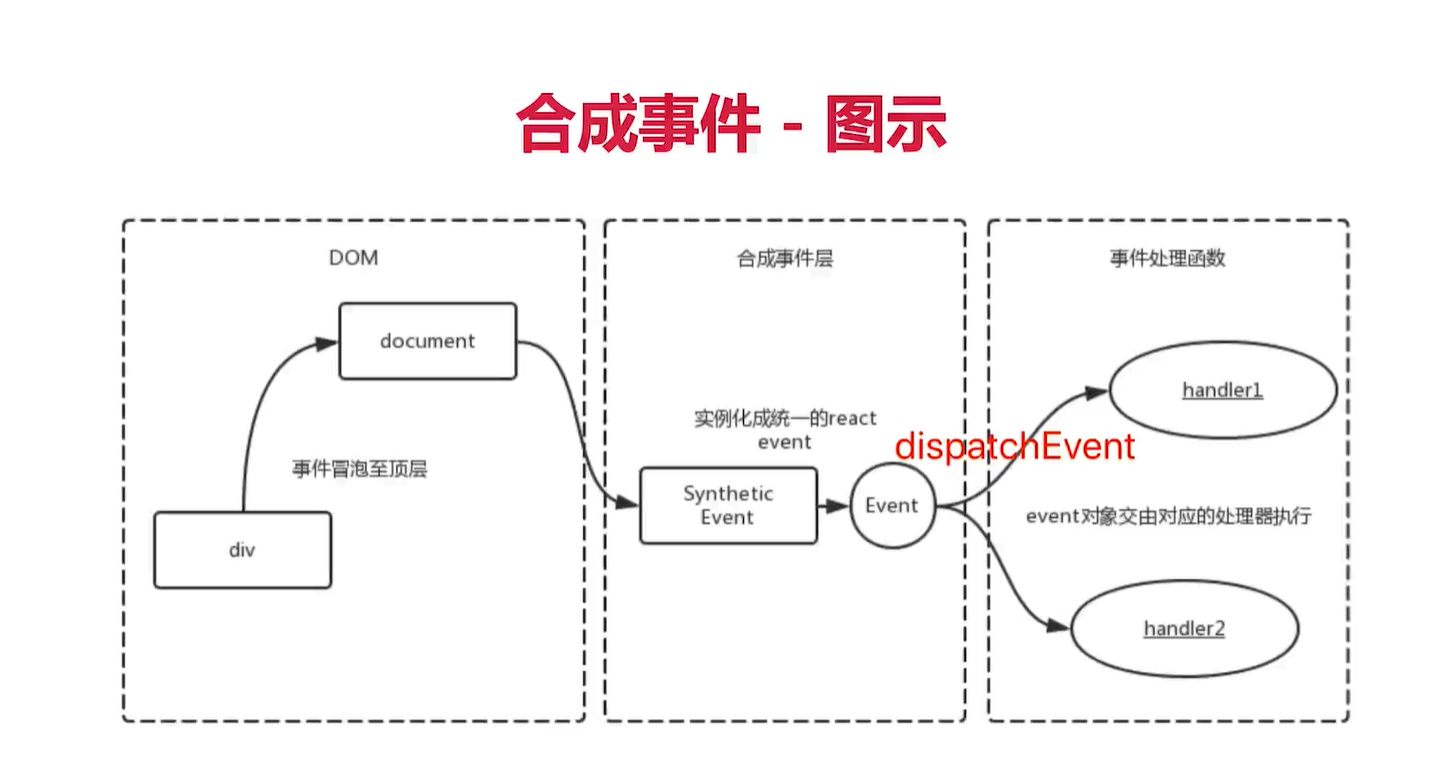 合成事件 - 图示
DOM
document
事件冒泡至顶层
div
合成事件层
实例化成统一的react
event
Synthetic
Event
Event
dispatchEvent
事件处理函数
handler1
event对象交由对应的处理器执行
handler2